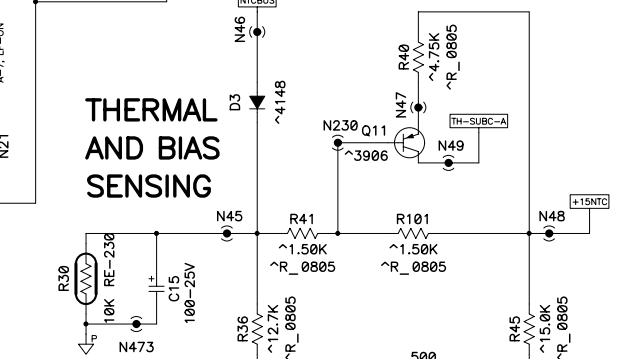 NTCBUS
N46
D3
^4148
R40
^4.75K
^R_0805
N47
N230
Q11
^3906
TH-SUBC-A
N49
N21
THERMAL
AND BIAS
SENSING
+15NTC
N45
R41
^1.50K
^R_0805
R101
^1.50K
^R_0805
N48
R30
RE-230
10K
+
C15
100-25V
P
N473
R36
^12.7K
^R_0805
R45
^15.0K
^R_0805
500